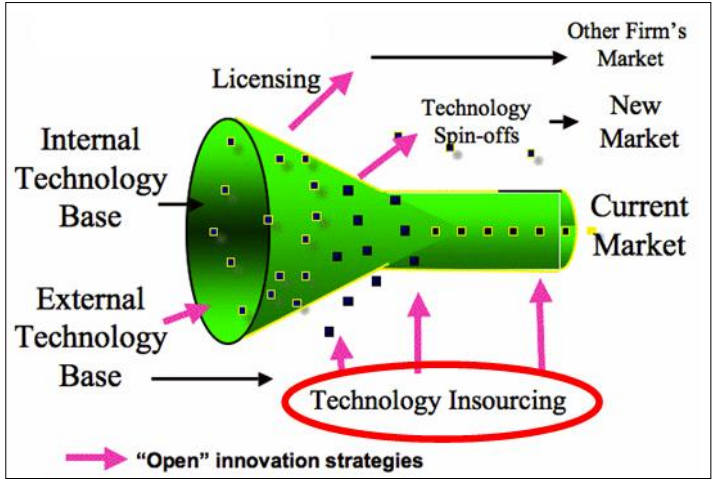 Other Firm's
Market
Licensing
Technology
Spin-offs
New
Market
Internal
Technology
Base
Current
Market
External
Technology
Base
Technology Insourcing
"Open" innovation strategies